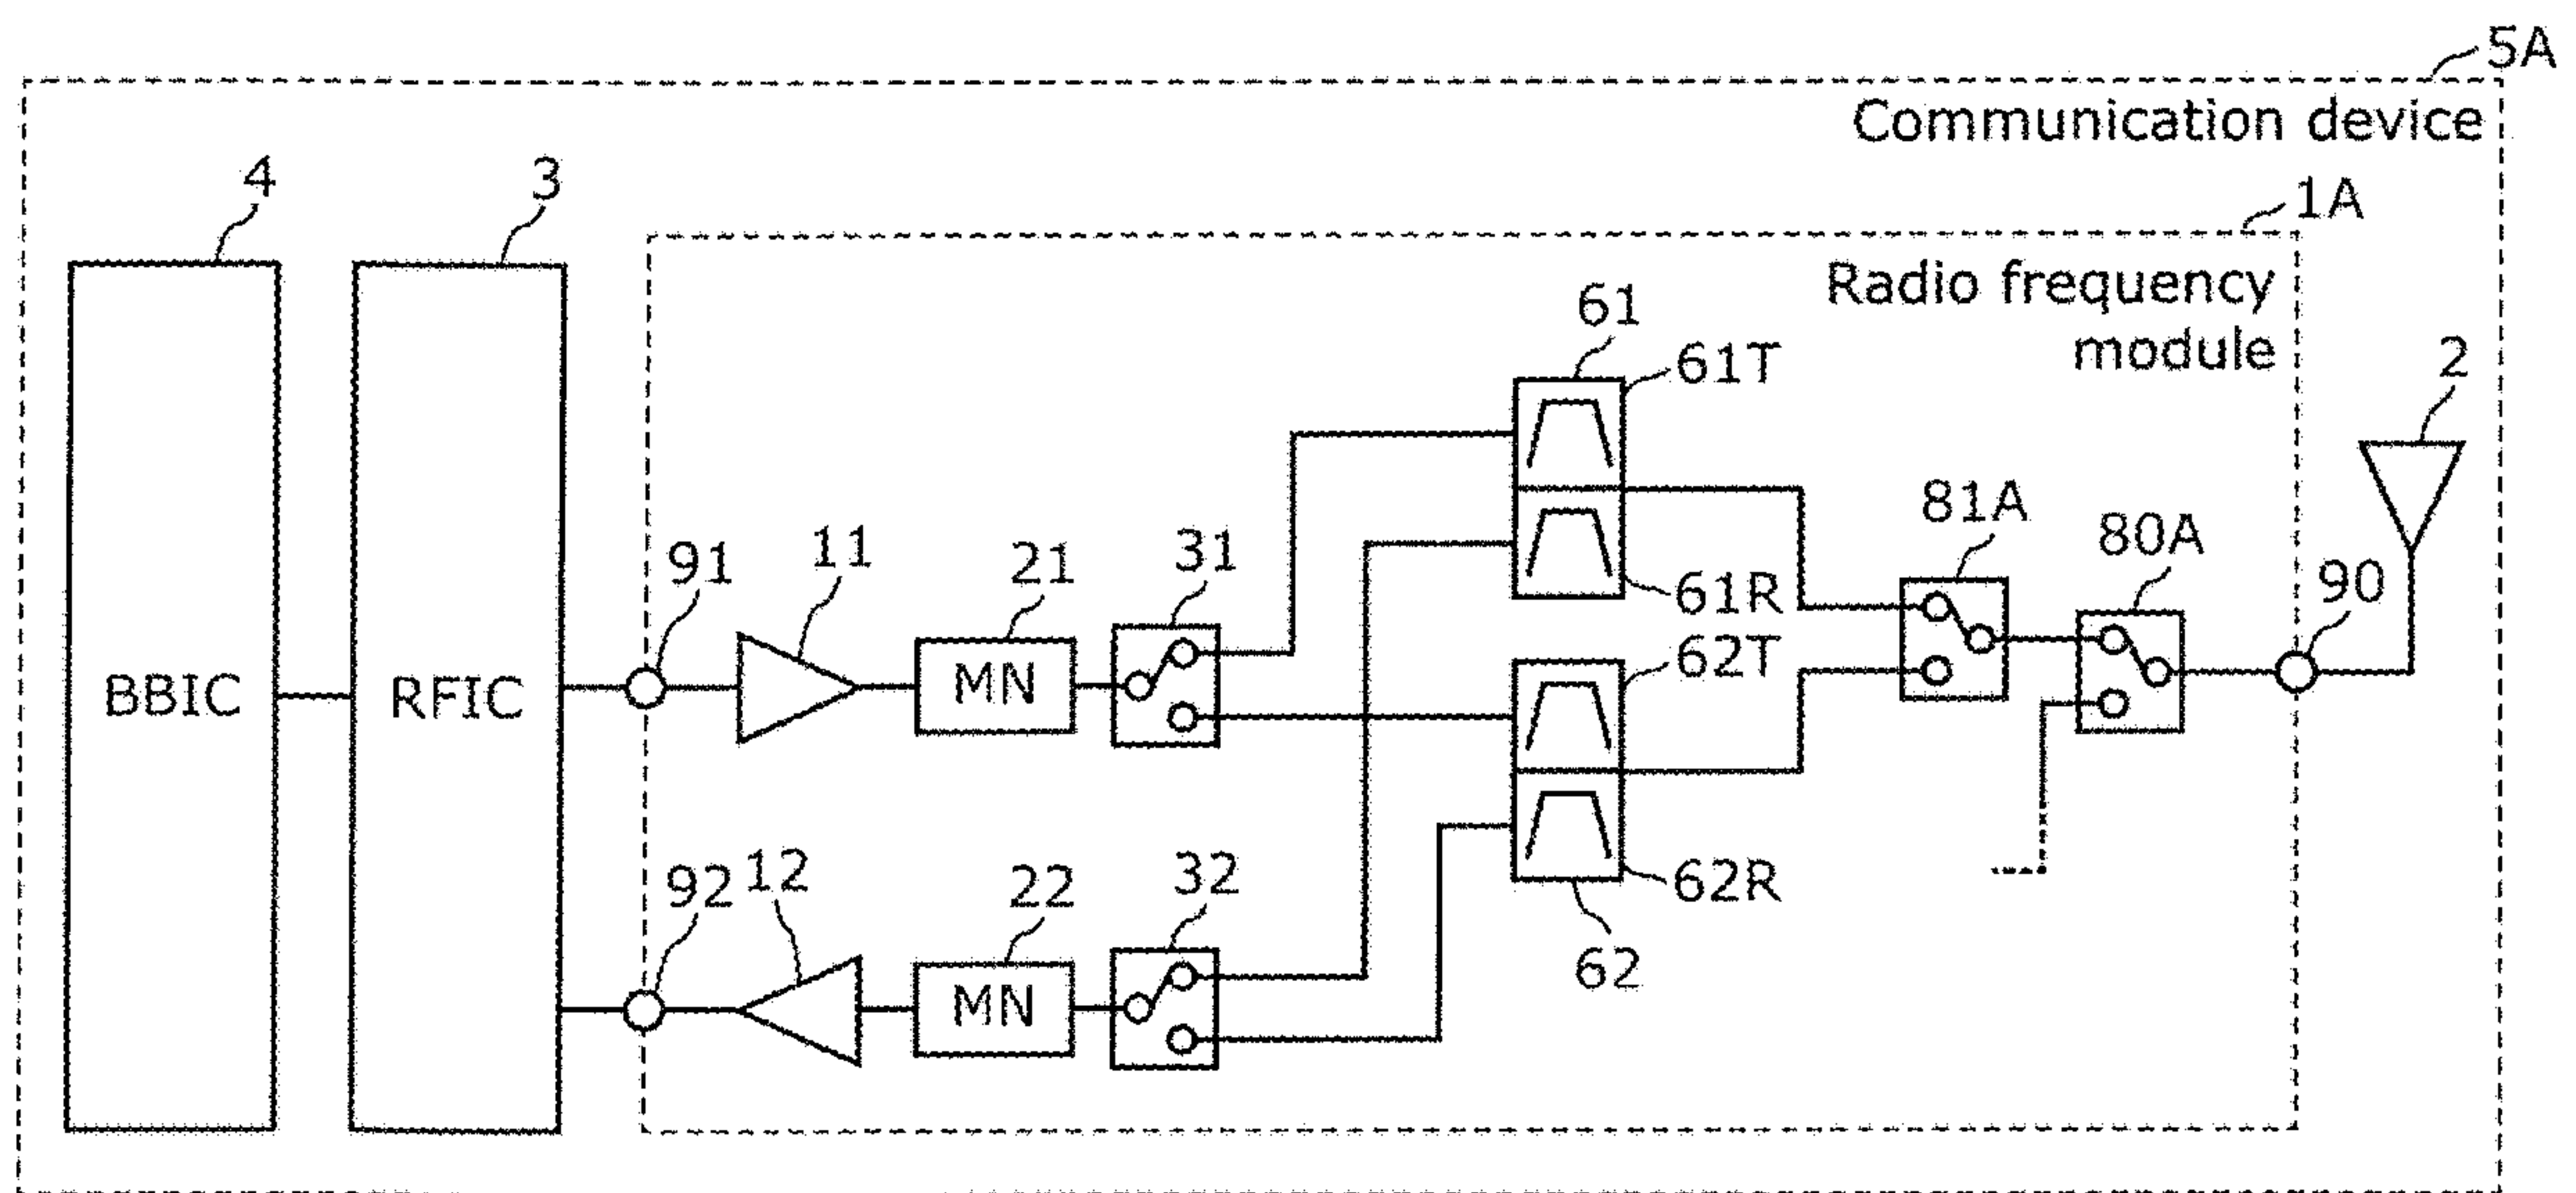 5A
Communication device
4
3
1A
Radio frequency
module
61
61T
2
81A
80A
91
11
21
31
61R
90
62T
BBIC
RFIC
MN
92
12
22
32
62R
MN
62